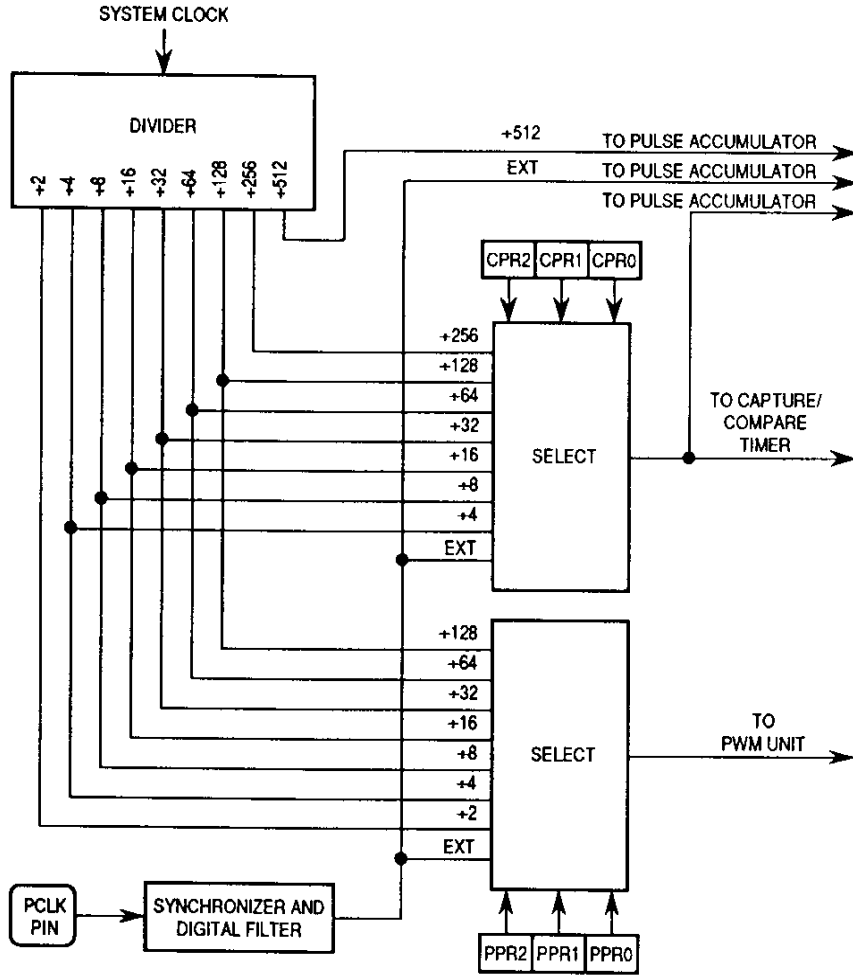 SYSTEM CLOCK
DIVIDER
÷2 ÷4 ÷8 ÷16 ÷32 ÷64 ÷128 ÷256 ÷512
÷512 TO PULSE ACCUMULATOR
EXT TO PULSE ACCUMULATOR
TO PULSE ACCUMULATOR
CPR2 CPR1 CPR0
÷256
÷128
÷64
÷32
÷16
÷8
÷4
EXT
SELECT
TO CAPTURE/
COMPARE
TIMER
÷128
÷64
÷32
÷16
÷8
÷4
÷2
EXT
SELECT
TO
PWM UNIT
PCLK
PIN
SYNCHRONIZER AND
DIGITAL FILTER
PPR2 PPR1 PPR0